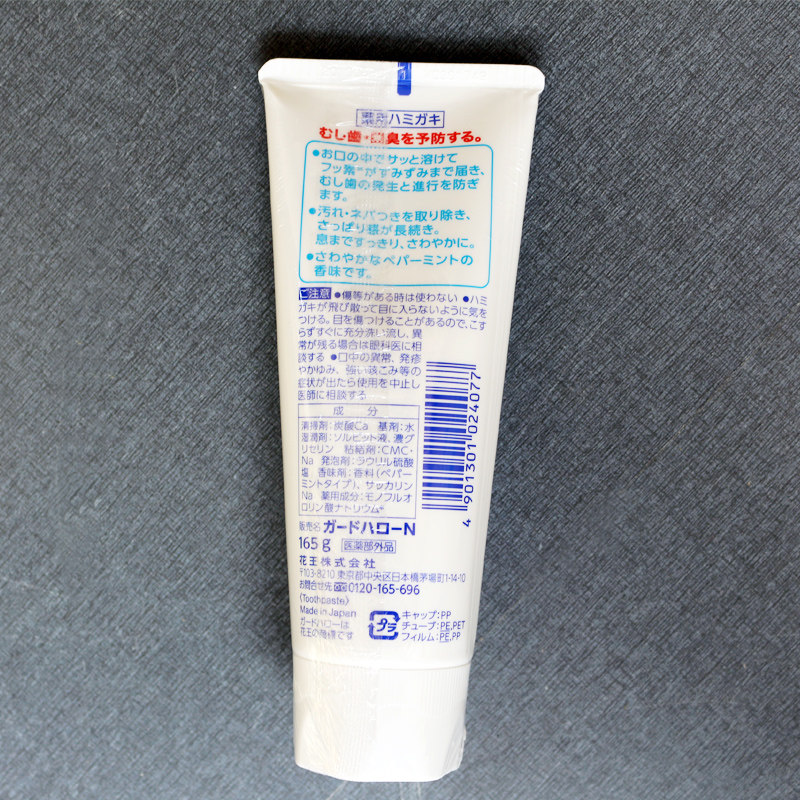 薬用ハミガキ
むし歯・口臭を予防する。
●お口の中でサッと溶けて
フッ素*がすみずみまで届き、
むし歯の発生と進行を防ぎ
ます。
●汚れ・ネバつきを取り除き、
さっぱり感が長続き。
息まですっきり、さわやかに。
●さわやかなペパーミントの
香味です。
ご注意 ●傷等がある時は使わない ●ハミ
ガキが飛び散って目に入らないように気を
つける。目を傷つけることがあるので、こす
らずすぐに充分洗い流し、異
常が残る場合は眼科医に相
談する ●口中の異常、発疹
やかゆみ、強い咳こみ等の
症状が出たら使用を中止し
医師に相談する
成 分
清掃剤:炭酸Ca 基剤:水
湿潤剤:ソルビット液、濃グ
リセリン 粘結剤:CMC・
Na 発泡剤:ラウリル硫酸
塩 香味剤:香料(ペパー
ミントタイプ)、サッカリン
Na 薬用成分:モノフルオ
ロリン酸ナトリウム*
4 901301 024077
販売名 ガードハローN
165g 医薬部外品
花王株式会社
〒103-8210 東京都中央区日本橋茅場町1-14-10
お問合せ先 0120-165-696
(Toothpaste)
Made in Japan
ガードハローは
花王の商標です
プラ
キャップ:PP
チューブ:PE,PET
フィルム:PE,PP